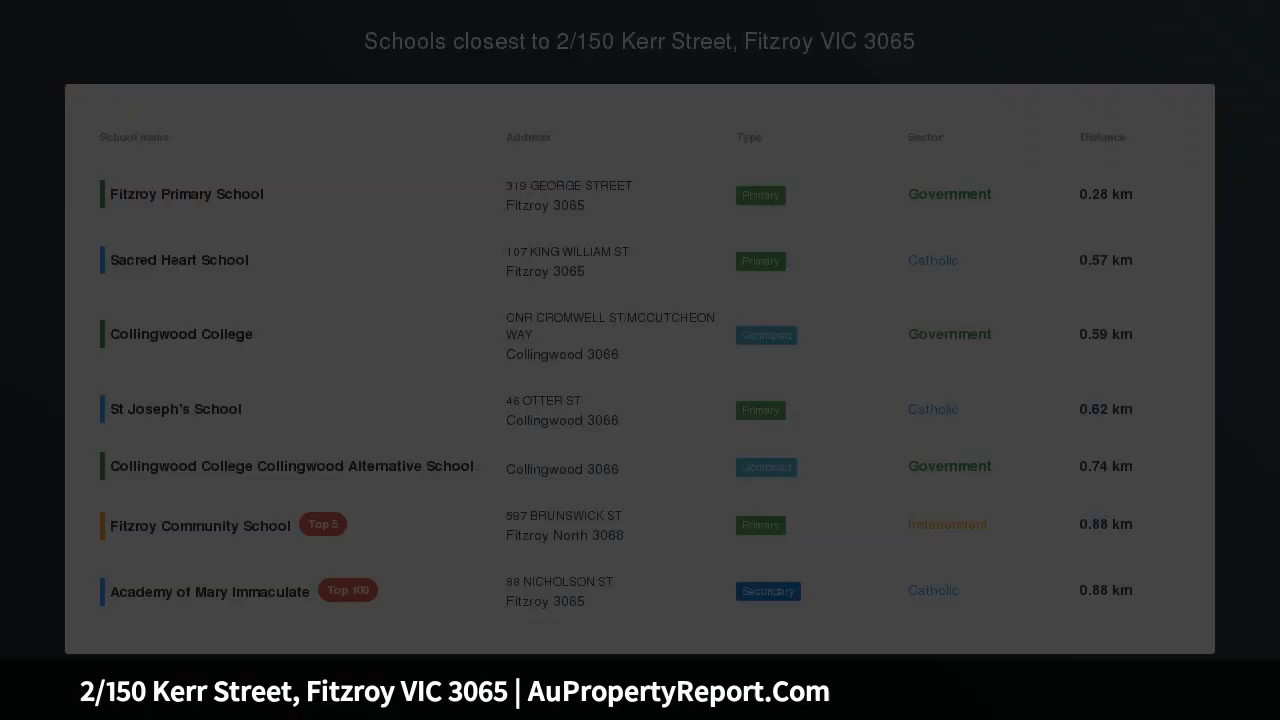 Schools closest to 2/150 Kerr Street, Fitzroy VIC 3065
School name Address Type Sector Distance
319 GEORGE STREET
Fitzroy Primary School Primary Government 0.28 km
Fitzroy 3065
107 KING WILLIAM ST
Sacred Heart School Primary Catholic 0.57 km
Fitzroy 3065
CNR CROMWELL ST/MCCUTCHEON
WAY
Collingwood College Combined Government 0.59 km
Collingwood 3066
46 OTTER ST
St Joseph's School Primary Catholic 0.62 km
Collingwood 3066
Collingwood College Collingwood Alternative School Collingwood 3066 Combined Government 0.74 km
597 BRUNSWICK ST
Fitzroy Community School Top 5 Primary Independent 0.88 km
Fitzroy North 3068
88 NICHOLSON ST
Academy of Mary Immaculate Top 100 Secondary Catholic 0.88 km
Fitzroy 3065
2/150 Kerr Street, Fitzroy VIC 3065 | AuPropertyReport.Com